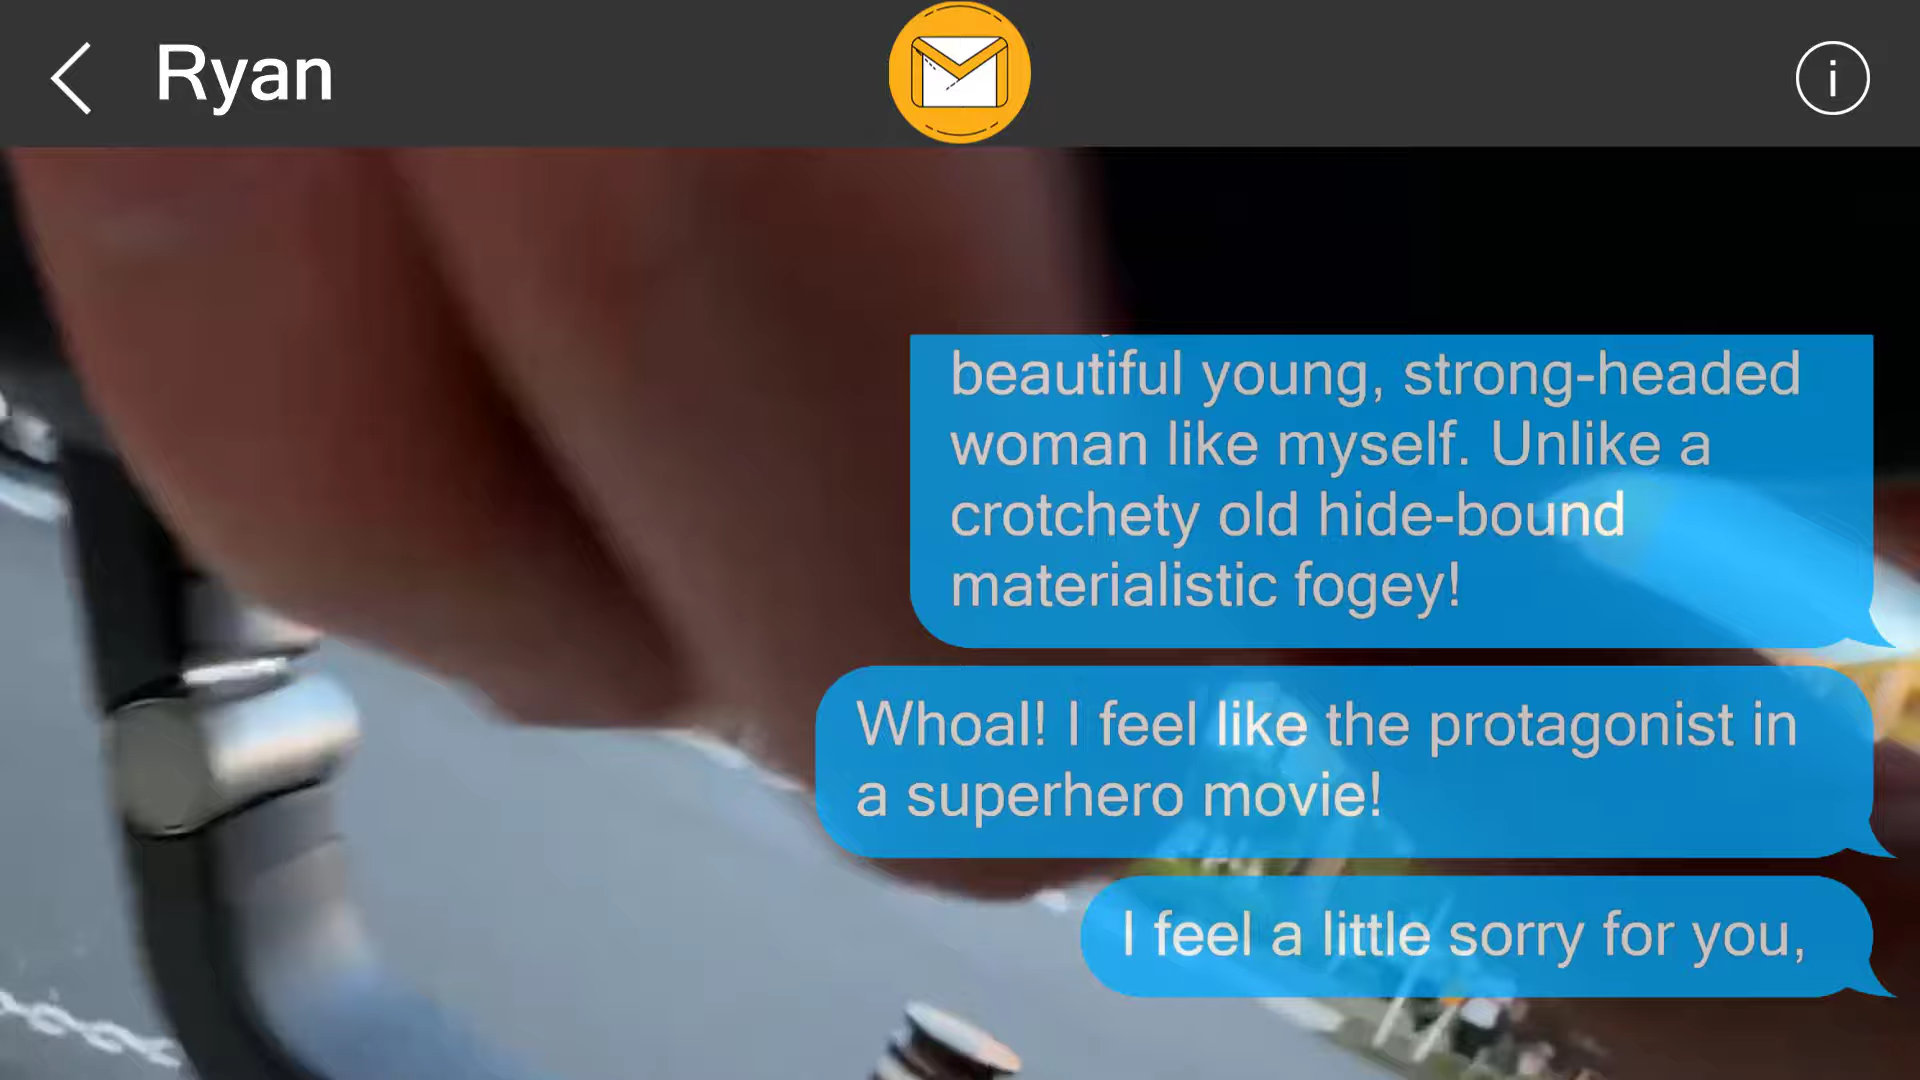 Ryan
beautiful young, strong-headed
woman like myself. Unlike a
crotchety old hide-bound
materialistic fogey!
Whoal! I feel like the protagonist in
a superhero movie!
I feel a little sorry for you,